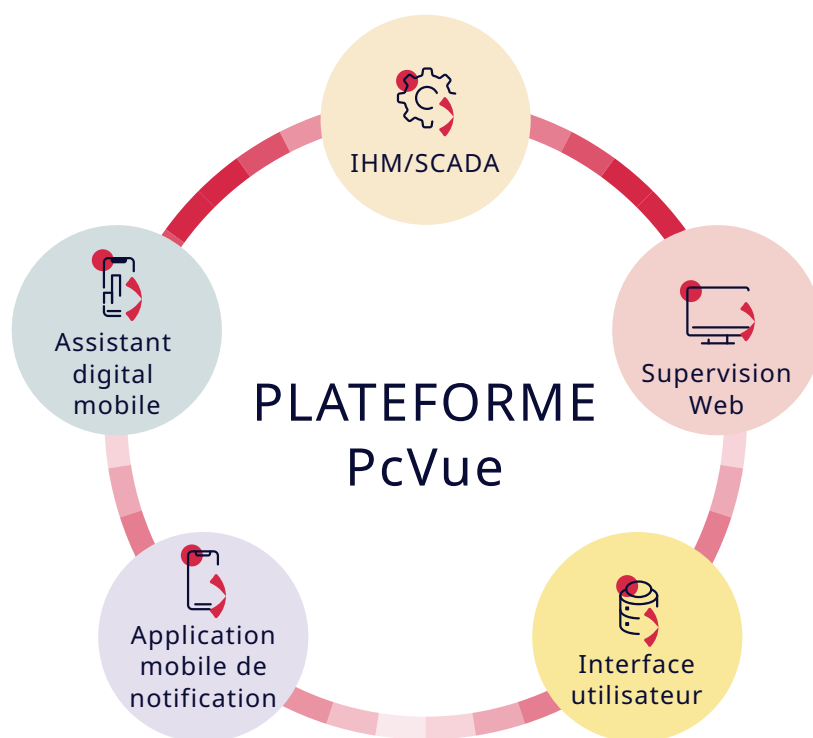 IHM/SCADA
Assistant
digital
mobile
Supervision
Web
PLATEFORME
PcVue
Application
mobile de
notification
Interface
utilisateur